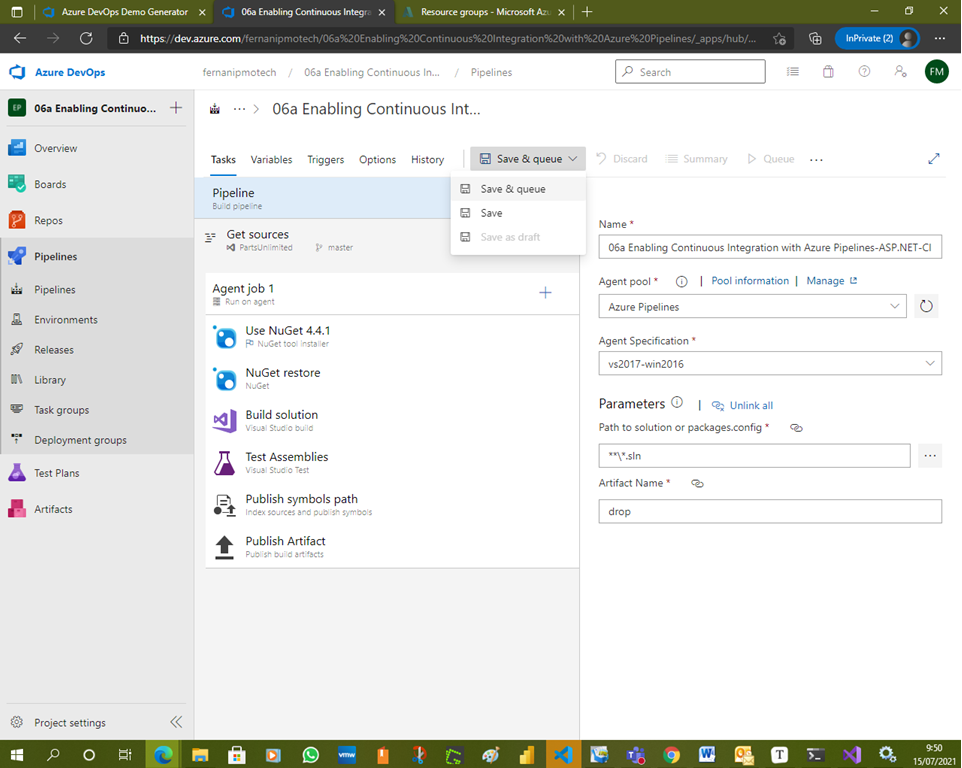 Azure DevOps Demo Generator
06a Enabling Continuous Integra
Resource groups - Microsoft Az
https://dev.azure.com/fernanipmotech/06a%20Enabling%20Continuous%20Integration%20with%20Azure%20Pipelines/_apps/hub/...
InPrivate (2)
Azure DevOps
fernanipmotech / 06a Enabling Continuous In... / Pipelines
Search
FM
EP
06a Enabling Continuo...
Overview
Boards
Repos
Pipelines
Pipelines
Environments
Releases
Library
Task groups
Deployment groups
Test Plans
Artifacts
Project settings
... > 06a Enabling Continuous Int...
Tasks Variables Triggers Options History
Save & queue
Discard
Summary
Queue
...
Save & queue
Save
Save as draft
Pipeline
Build pipeline
Get sources
PartsUnlimited master
Agent job 1
Run on agent
Use NuGet 4.4.1
NuGet tool installer
NuGet restore
NuGet
Build solution
Visual Studio build
Test Assemblies
Visual Studio Test
Publish symbols path
Index sources and publish symbols
Publish Artifact
Publish build artifacts
Name *
06a Enabling Continuous Integration with Azure Pipelines-ASP.NET-CI
Agent pool * | Pool information | Manage
Azure Pipelines
Agent Specification *
vs2017-win2016
Parameters | Unlink all
Path to solution or packages.config *
**\*.sln
...
Artifact Name *
drop
vmw
9:50
15/07/2021